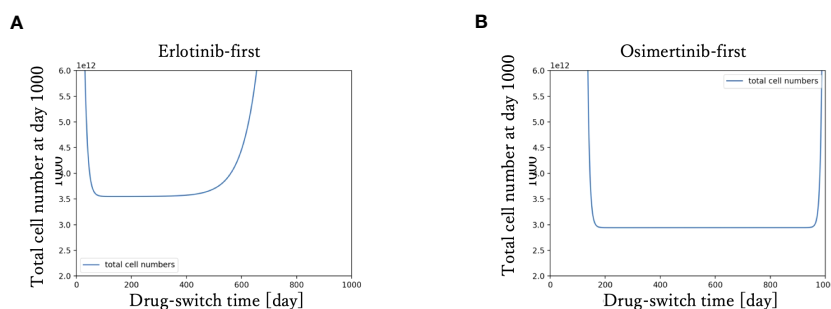 A
Erlotinib-first
1e12
6.0
5.5
5.0
4.5
4.0
3.5
3.0
2.5
2.0
0
200
400
600
800
1000
total cell numbers
Drug-switch time [day]
Total cell number at day 1000
1000
B
Osimertinib-first
1e12
6.0
5.5
5.0
4.5
4.0
3.5
3.0
2.5
2.0
0
200
400
600
800
100
total cell numbers
Drug-switch time [day]
Total cell number at day 1000
1000